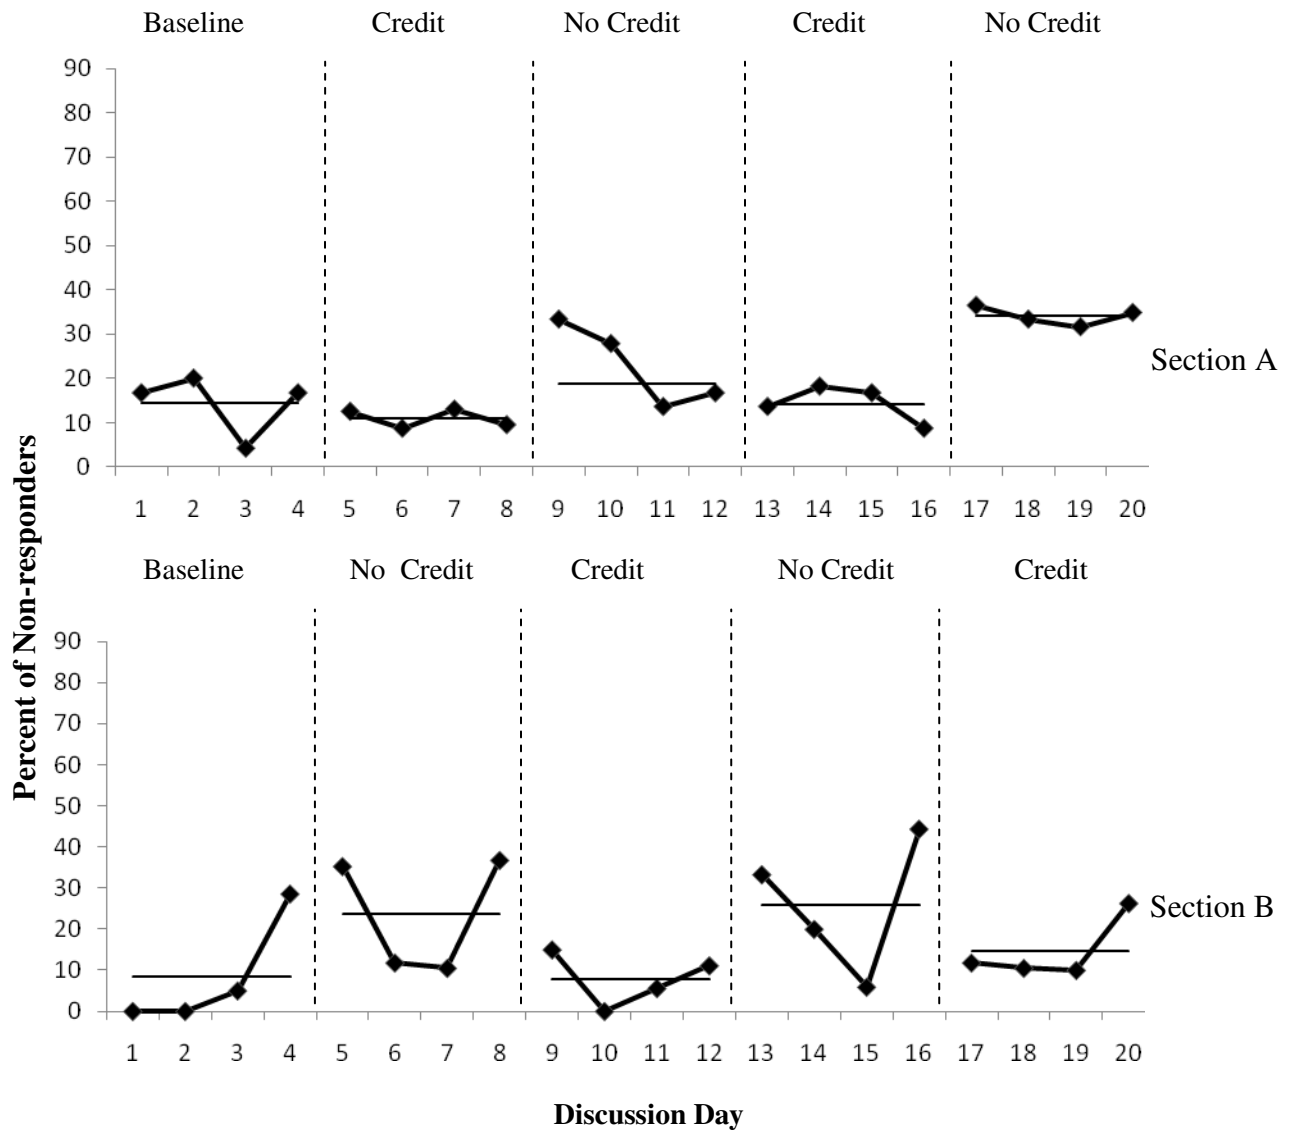 Baseline Credit No Credit Credit No Credit
90
80
70
60
50
40
30
20
10
0
Section A
1 2 3 4 5 6 7 8 9 10 11 12 13 14 15 16 17 18 19 20
Percent of Non-responders
Baseline No Credit Credit No Credit Credit
90
80
70
60
50
40
30
20
10
0
Section B
1 2 3 4 5 6 7 8 9 10 11 12 13 14 15 16 17 18 19 20
Discussion Day